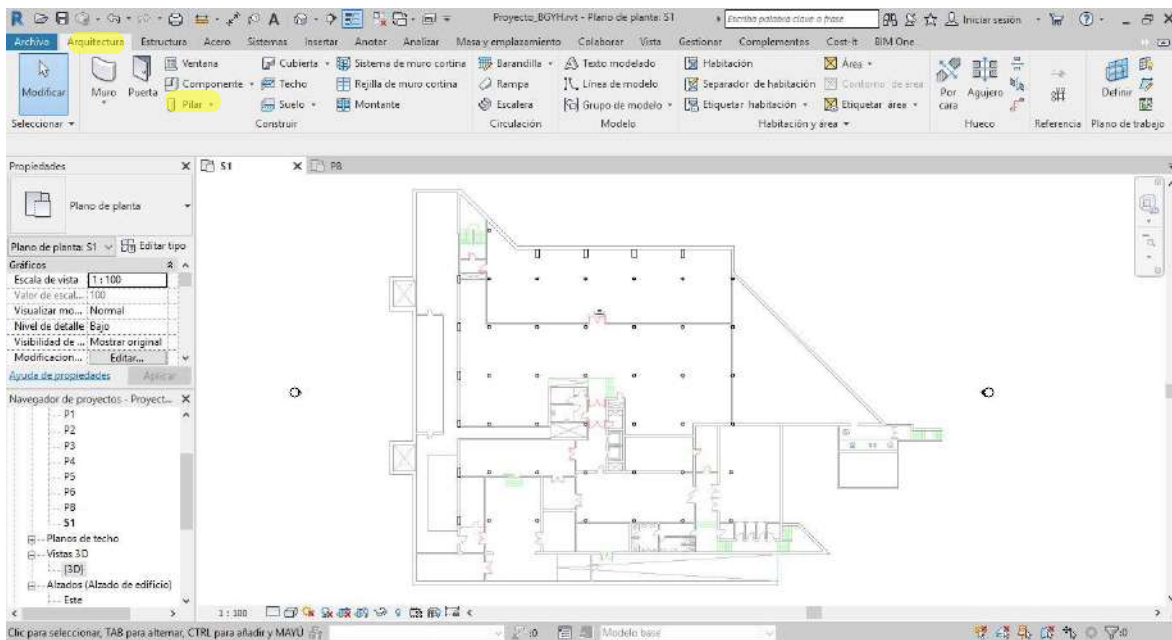 Proyecto_BGYH.rvt - Plano de planta: S1
Escriba palabra clave o frase
Iniciar sesión
Archivo Arquitectura Estructura Acero Sistemas Insertar Anotar Analizar Masa y emplazamiento Colaborar Vista Gestionar Complementos Cost-It BIM One
Modificar
Muro
Puerta
Ventana
Componente
Pilar
Cubierta
Techo
Suelo
Sistema de muro cortina
Rejilla de muro cortina
Montante
Barandilla
Rampa
Escalera
Texto modelado
Línea de modelo
Grupo de modelo
Habitación
Separador de habitación
Etiquetar habitación
Área
Contorno de área
Etiquetar área
Por cara
Agujero
Definir
Seleccionar Construir Circulación Modelo Habitación y área Hueco Referencia Plano de trabajo
Propiedades
S1
PB
Plano de planta
Plano de planta: S1 Editar tipo
Gráficos
Escala de vista 1 : 100
Valor de escal... 100
Visualizar mo... Normal
Nivel de detalle Bajo
Visibilidad de ... Mostrar original
Modificacion... Editar...
Ayuda de propiedades Aplicar
Navegador de proyectos - Proyect...
P1
P2
P3
P4
P5
P6
PB
S1
Planos de techo
Vistas 3D
{3D}
Alzados (Alzado de edificio)
Este
1 : 100
Clic para seleccionar, TAB para alternar, CTRL para añadir y MAYÚ
:0
Modelo base
:0